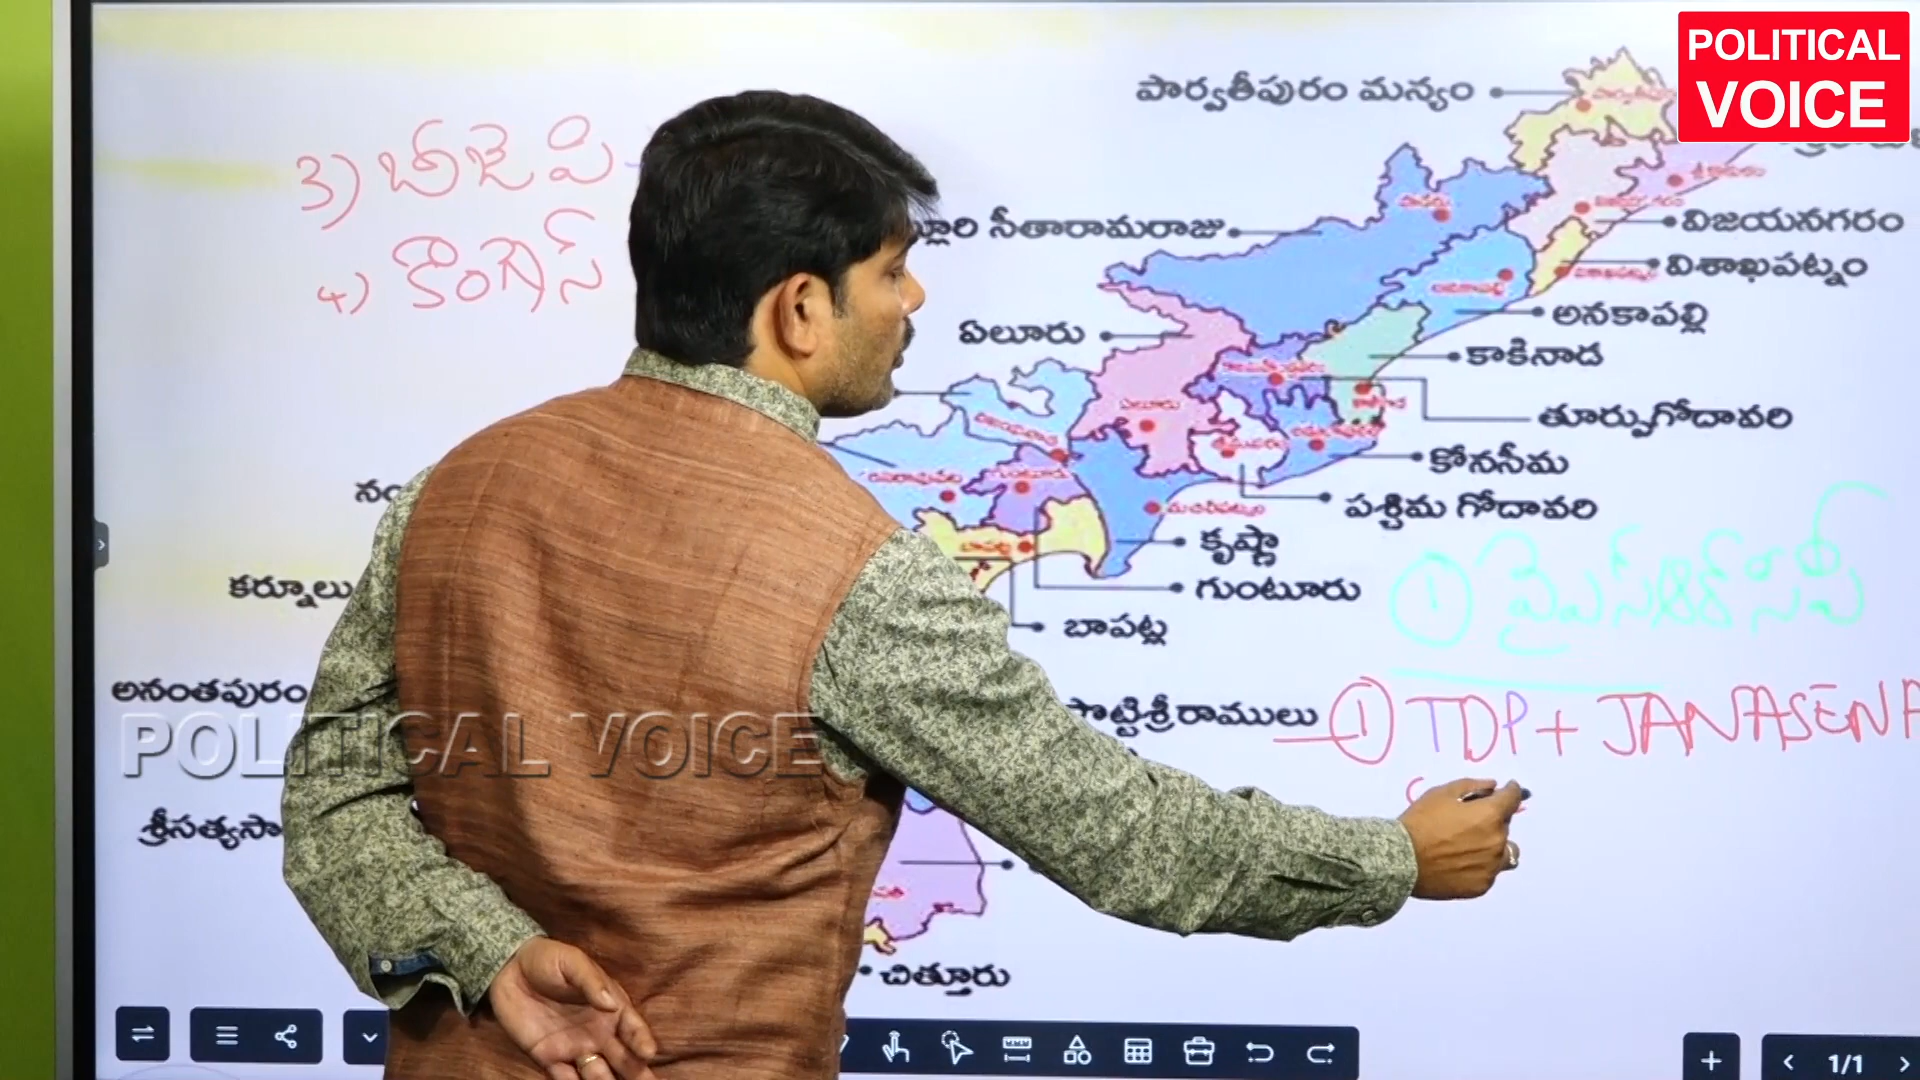 POLITICAL
VOICE
పార్వతీపురం మన్యం
3) బీజెపి
4) కాంగ్రెస్
సీతారామరాజు
విజయనగరం
విశాఖపట్నం
అనకాపల్లి
ఏలూరు
కాకినాడ
తూర్పుగోదావరి
కోనసీమ
పశ్చిమ గోదావరి
కృష్ణా
గుంటూరు
కర్నూలు
బాపట్ల
① వైఎస్ఆర్ సీపీ
అనంతపురం
పొట్టిశ్రీరాములు
① TDP + JANASENA
POLITICAL VOICE
శ్రీసత్యసా
చిత్తూరు
1/1